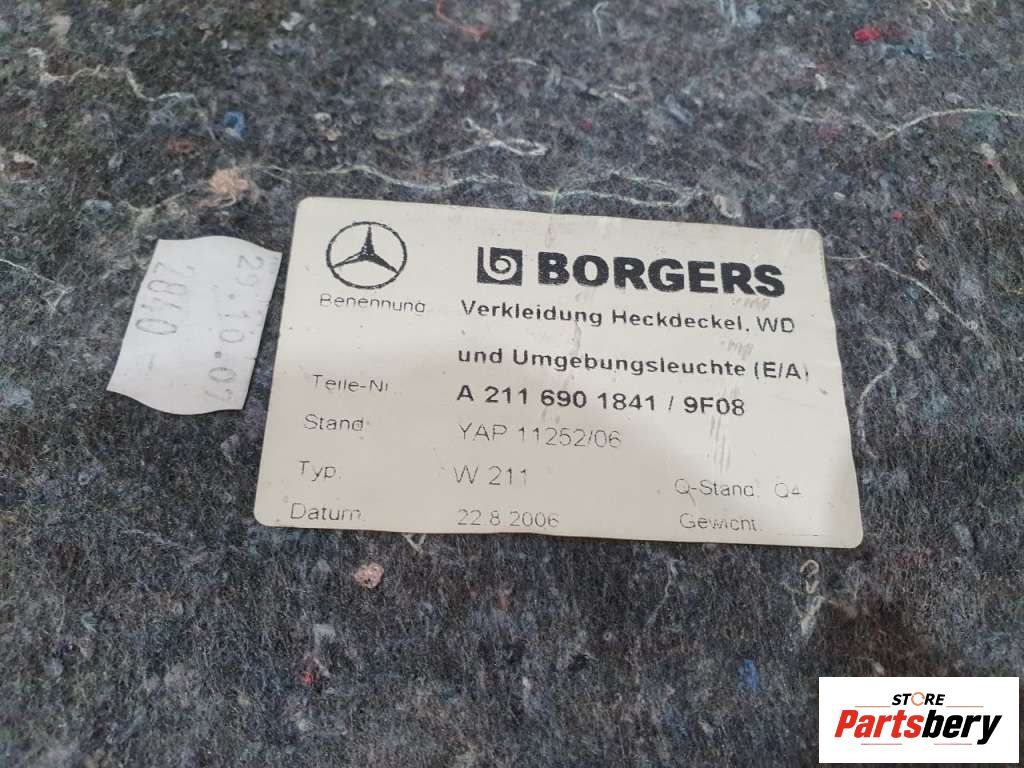 BORGERS
Benennung Verkleidung Heckdeckel, WD
und Umgebungsleuchte (E/A)
Teile-Nr. A 211 690 1841 / 9F08
Stand: YAP 11252/06
Typ: W 211 Q-Stand: Q4
Datum: 22.8.2006 Gewicht:
29.10.07
2840 -
STORE
Partsbery